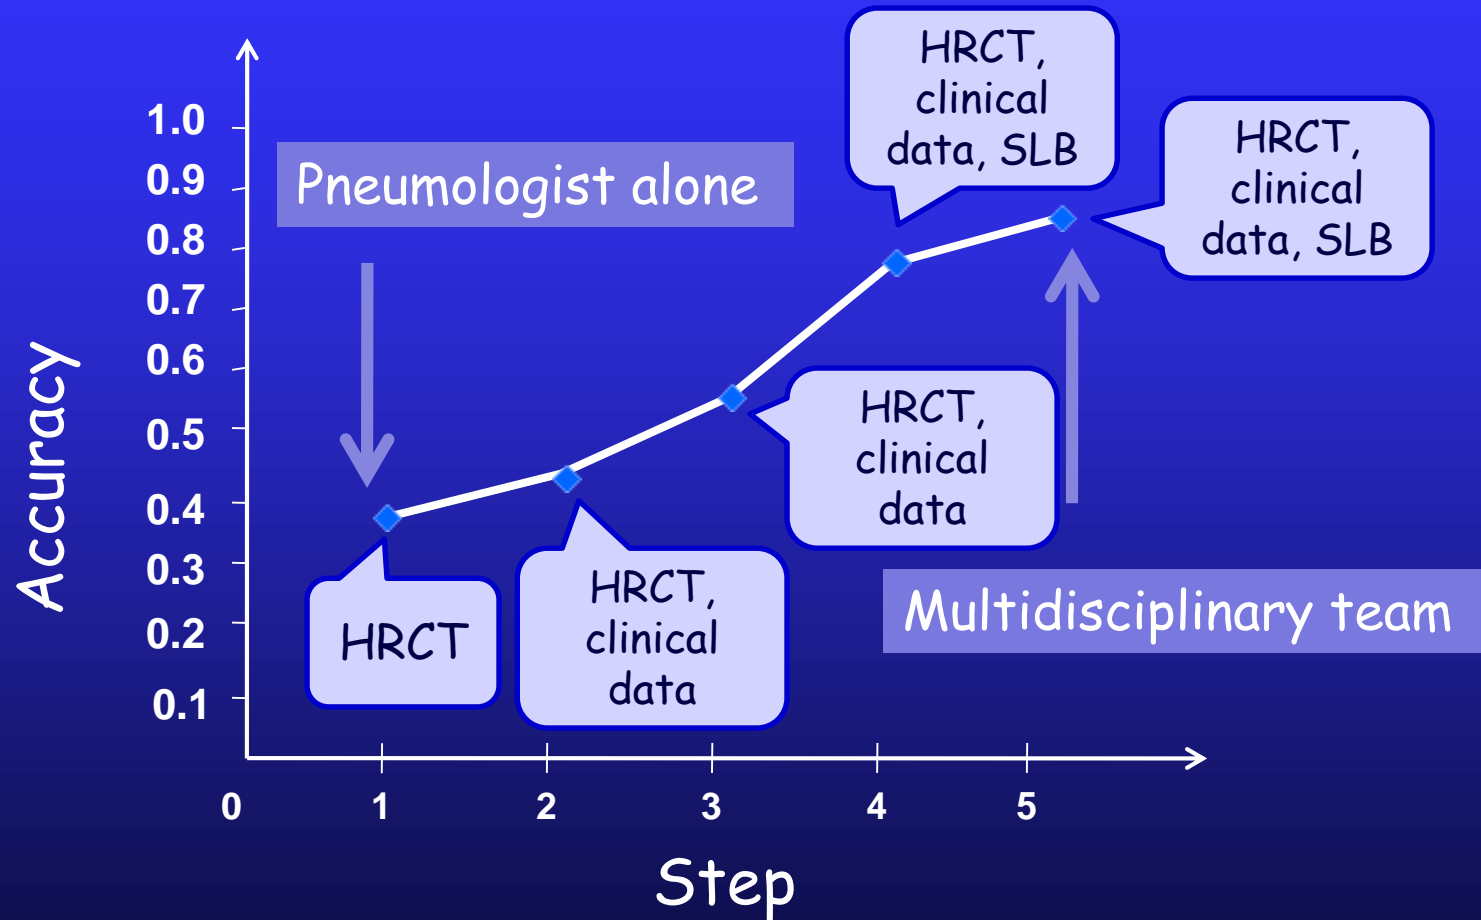 HRCT,
clinical
data, SLB
HRCT,
clinical
data, SLB
1.0
0.9
0.8
0.7
0.6
0.5
0.4
0.3
0.2
0.1
Pneumologist alone
Accuracy
HRCT,
clinical
data
HRCT,
clinical
data
HRCT
Multidisciplinary team
0
1
2
3
4
5
Step